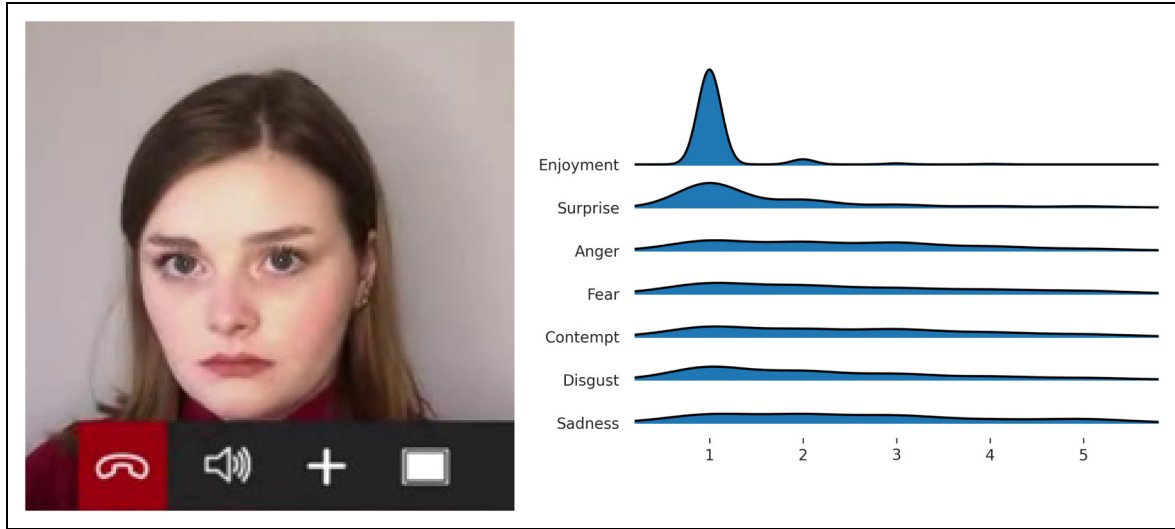 Enjoyment
Surprise
Anger
Fear
Contempt
Disgust
Sadness
1 2 3 4 5